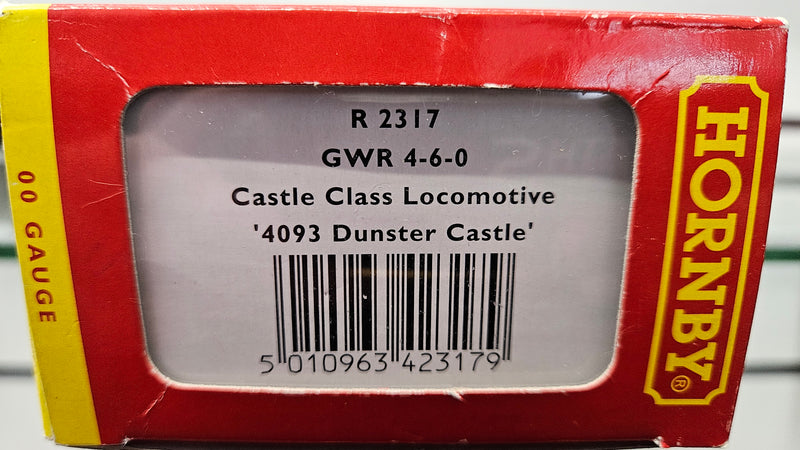 00 GAUGE
R 2317
GWR 4-6-0
Castle Class Locomotive
'4093 Dunster Castle'
5 010963 423179
HORNBY®